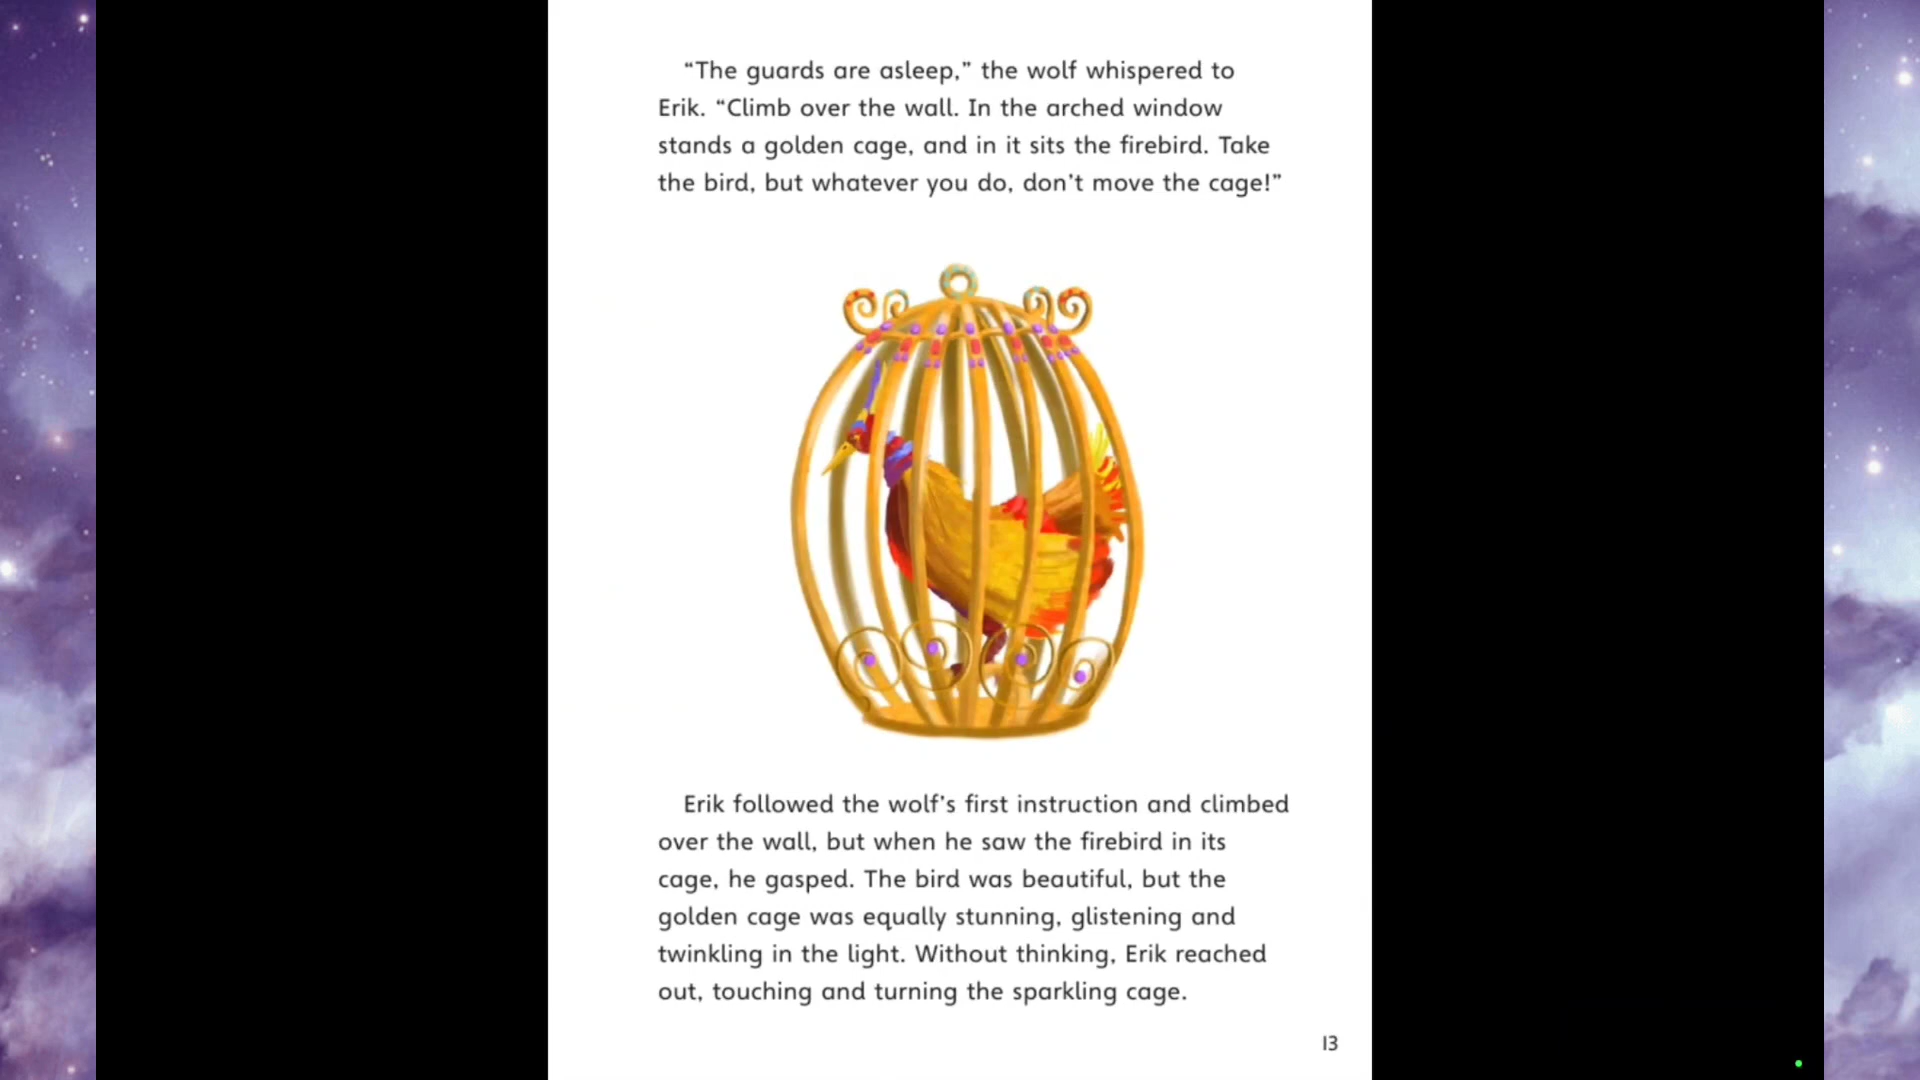 “The guards are asleep,” the wolf whispered to
Erik. “Climb over the wall. In the arched window
stands a golden cage, and in it sits the firebird. Take
the bird, but whatever you do, don’t move the cage!”
Erik followed the wolf’s first instruction and climbed
over the wall, but when he saw the firebird in its
cage, he gasped. The bird was beautiful, but the
golden cage was equally stunning, glistening and
twinkling in the light. Without thinking, Erik reached
out, touching and turning the sparkling cage.
13